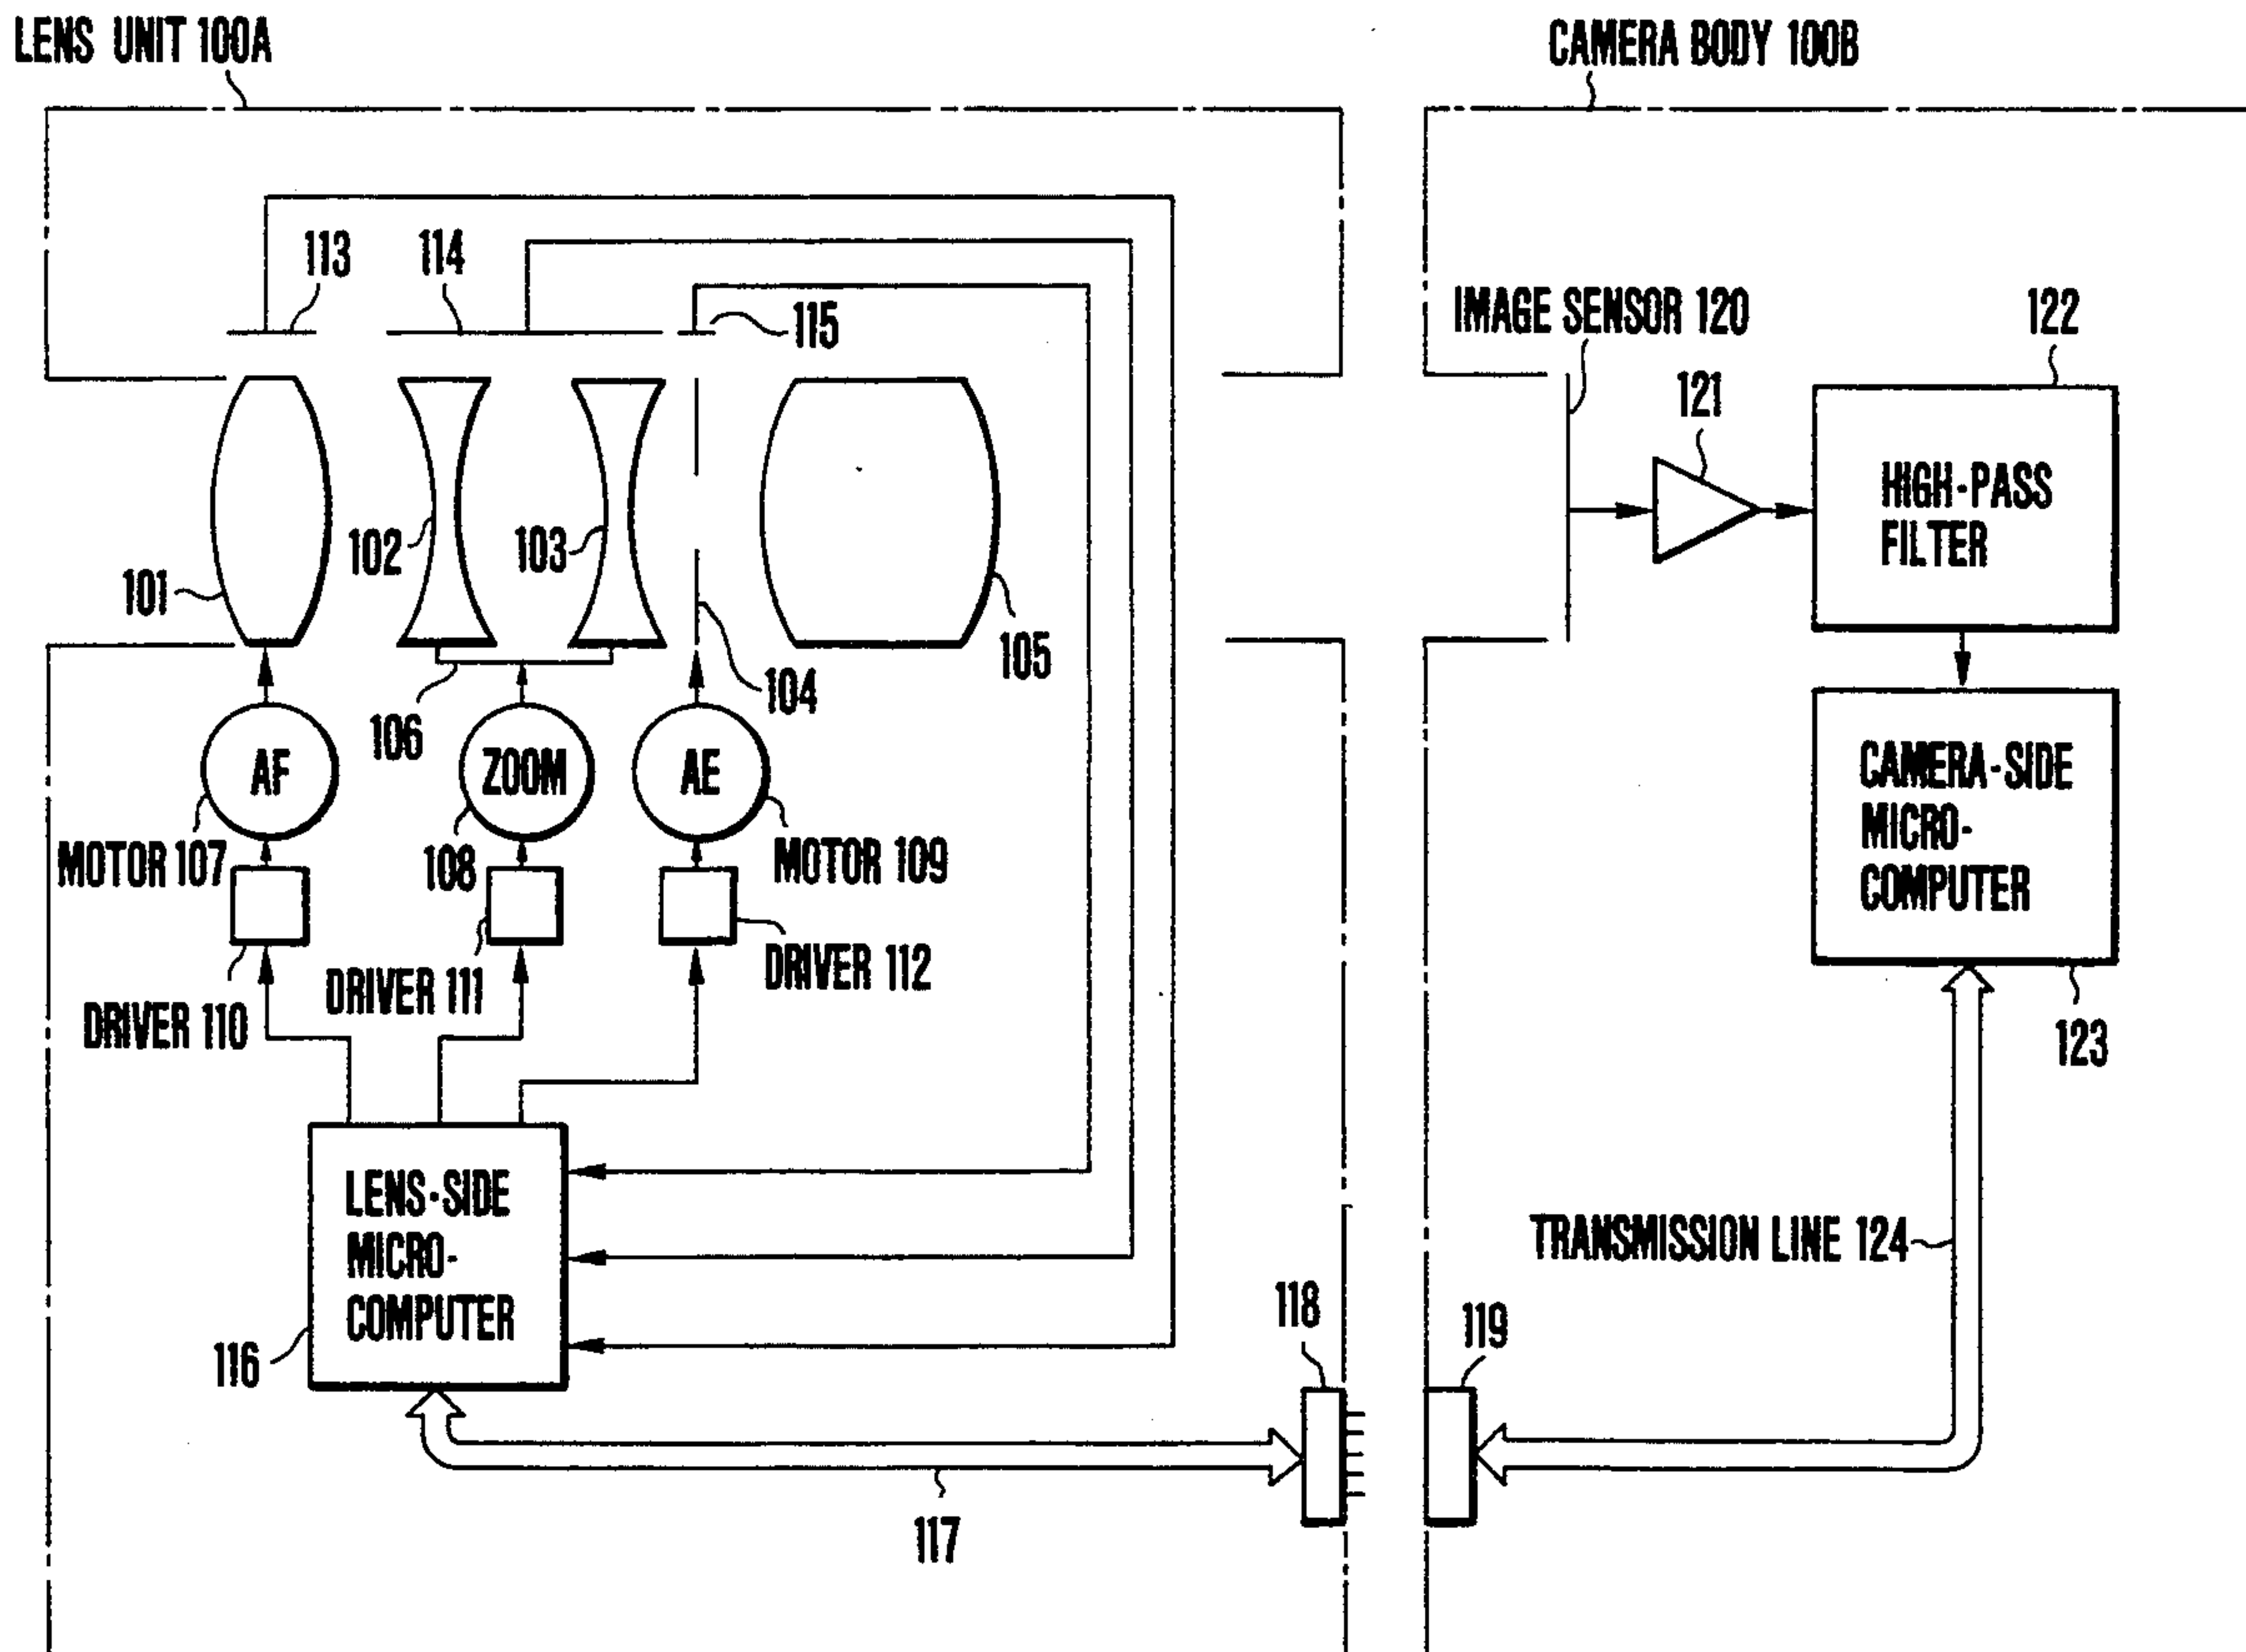 LENS UNIT 100A
CAMERA BODY 100B
113
114
115
IMAGE SENSOR 120
121
122
HIGH-PASS
FILTER
101
102
103
104
105
106
AF
ZOOM
AE
MOTOR 107
108
MOTOR 109
CAMERA-SIDE
MICRO-
COMPUTER
123
DRIVER 110
DRIVER 111
DRIVER 112
LENS-SIDE
MICRO-
COMPUTER
116
TRANSMISSION LINE 124
118
119
117